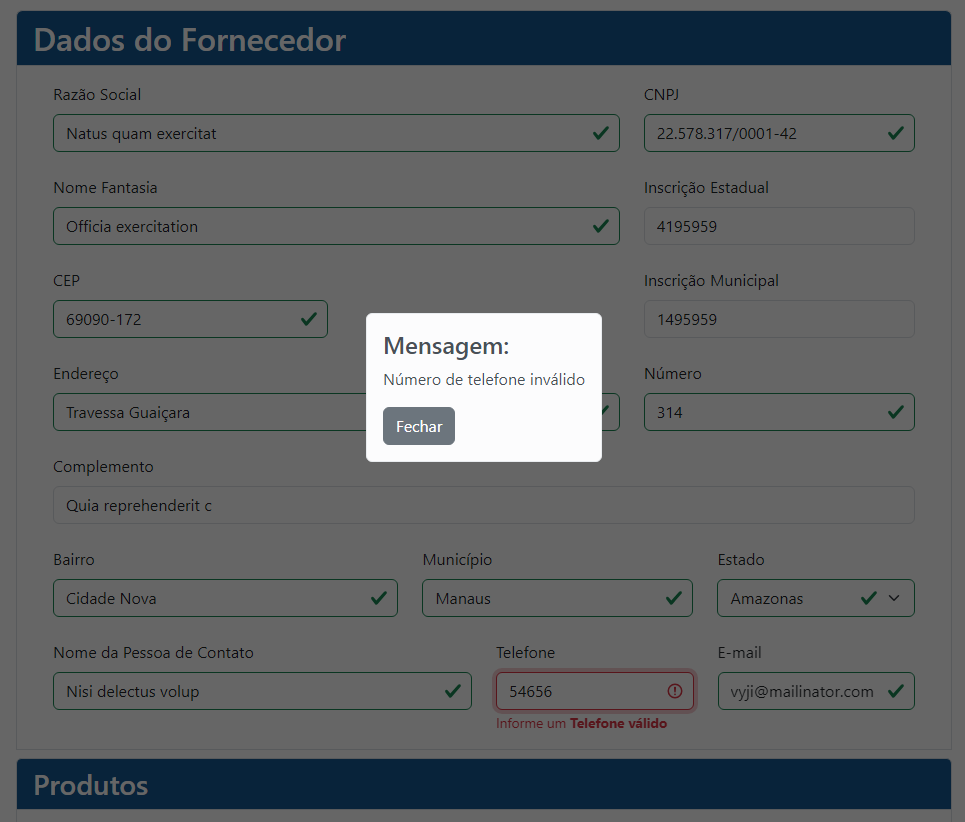 Dados do Fornecedor
Razão Social
CNPJ
Natus quam exercitat
22.578.317/0001-42
Nome Fantasia
Inscrição Estadual
Officia exercitation
4195959
CEP
Inscrição Municipal
69090-172
1495959
Mensagem:
Número de telefone inválido
Fechar
Endereço
Número
Travessa Guaiçara
314
Complemento
Quia reprehenderit c
Bairro
Município
Estado
Cidade Nova
Manaus
Amazonas
Nome da Pessoa de Contato
Telefone
E-mail
Nisi delectus volup
54656
vyji@mailinator.com
Informe um Telefone válido
Produtos